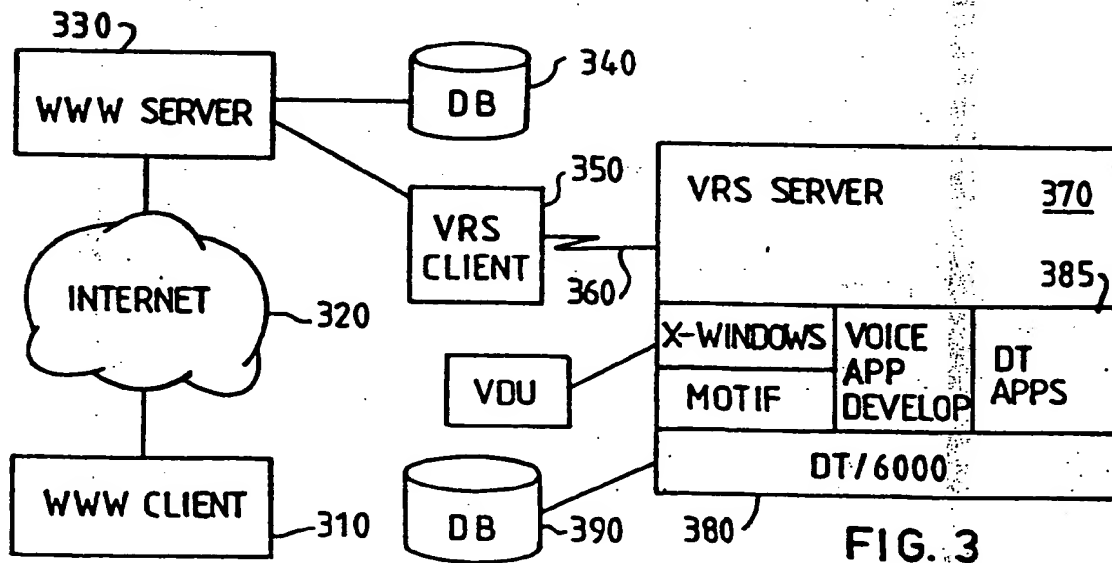 330
WWW SERVER
DB
340
350
VRS
CLIENT
360
VRS SERVER
370
385
INTERNET
320
X-WINDOWS
MOTIF
VOICE
APP
DEVELOP
DT
APPS
VDU
DT/6000
380
WWW CLIENT
310
DB
390
FIG. 3